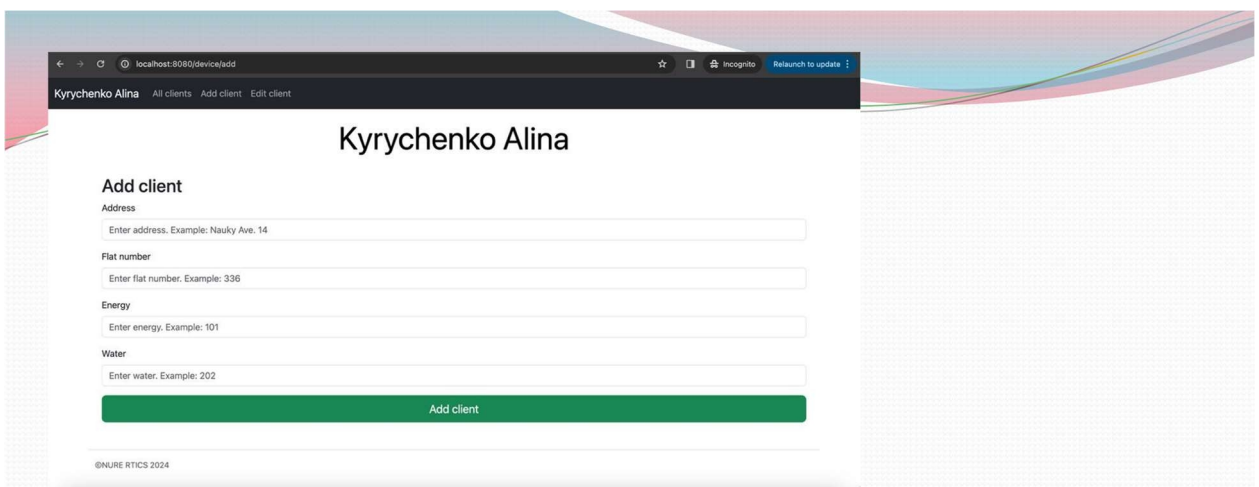 localhost:8080/device/add Incognito Relaunch to update
Kyrychenko Alina All clients Add client Edit client
Kyrychenko Alina
Add client
Address
Enter address. Example: Nauky Ave. 14
Flat number
Enter flat number. Example: 336
Energy
Enter energy. Example: 101
Water
Enter water. Example: 202
Add client
©NURE RTICS 2024